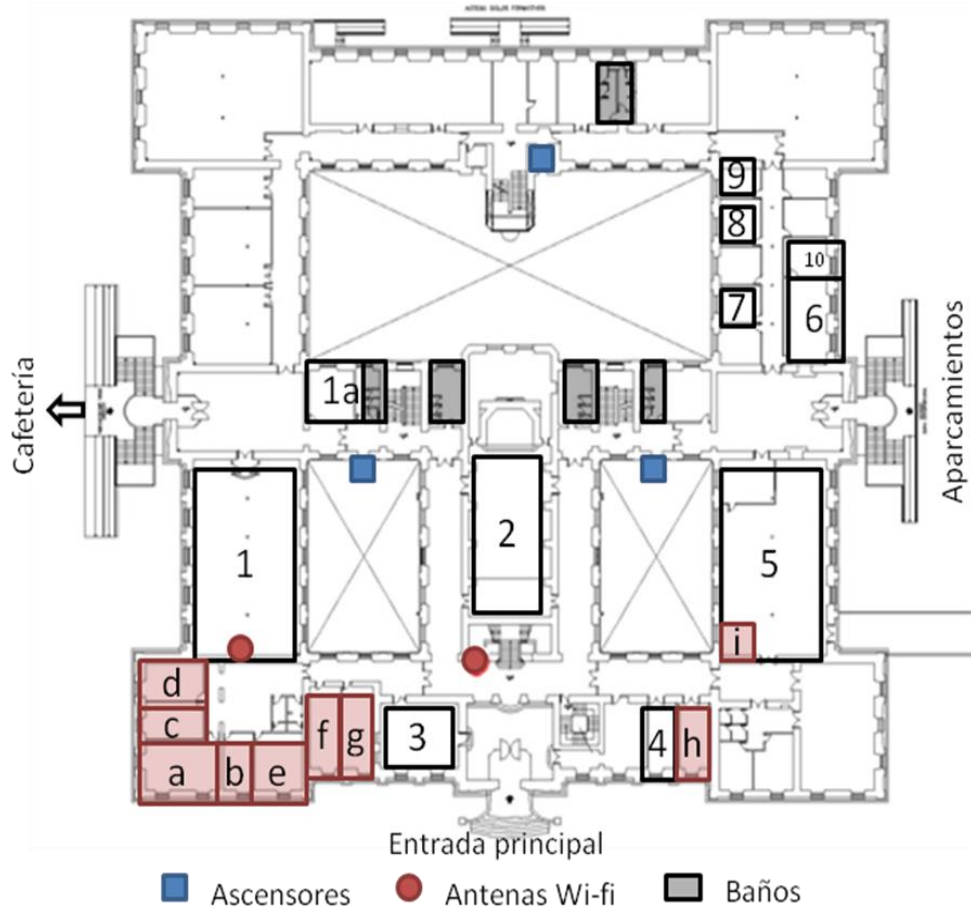 9
8
10
7
6
1a
Cafetería
Aparcamientos
1
2
5
i
d
c
f
g
3
4
h
a
b
e
Entrada principal
Ascensores
Antenas Wi-fi
Baños